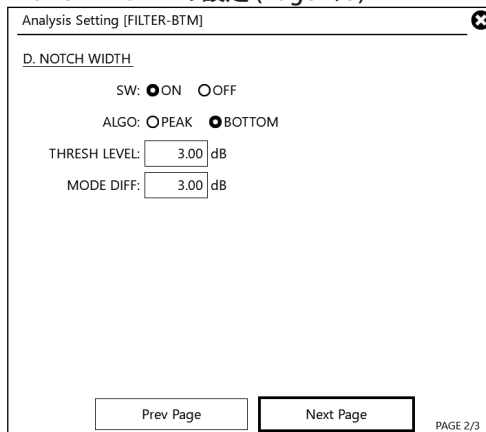 Analysis Setting [FILTER-BTM]
D. NOTCH WIDTH
SW: ON OFF
ALGO: PEAK BOTTOM
THRESH LEVEL: 3.00 dB
MODE DIFF: 3.00 dB
Prev Page Next Page
PAGE 2/3